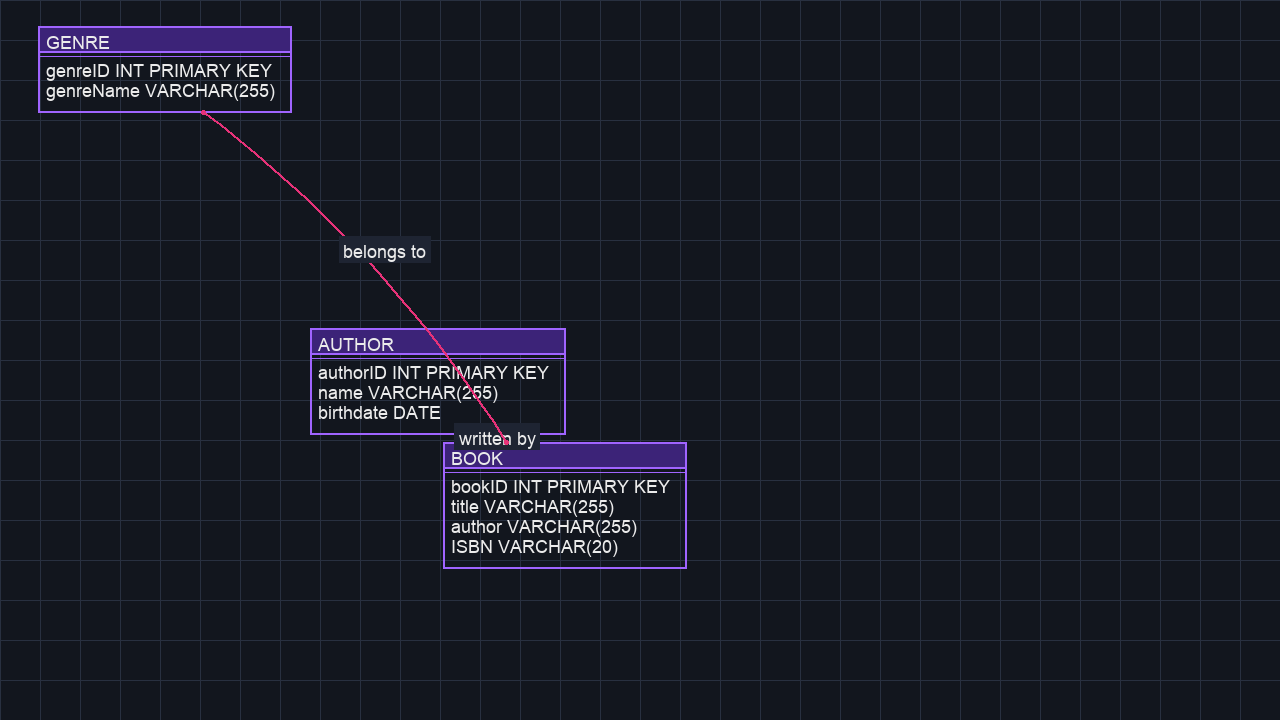 GENRE
genreID INT PRIMARY KEY
genreName VARCHAR(255)
belongs to
AUTHOR
authorID INT PRIMARY KEY
name VARCHAR(255)
birthdate DATE
written by
BOOK
bookID INT PRIMARY KEY
title VARCHAR(255)
author VARCHAR(255)
ISBN VARCHAR(20)